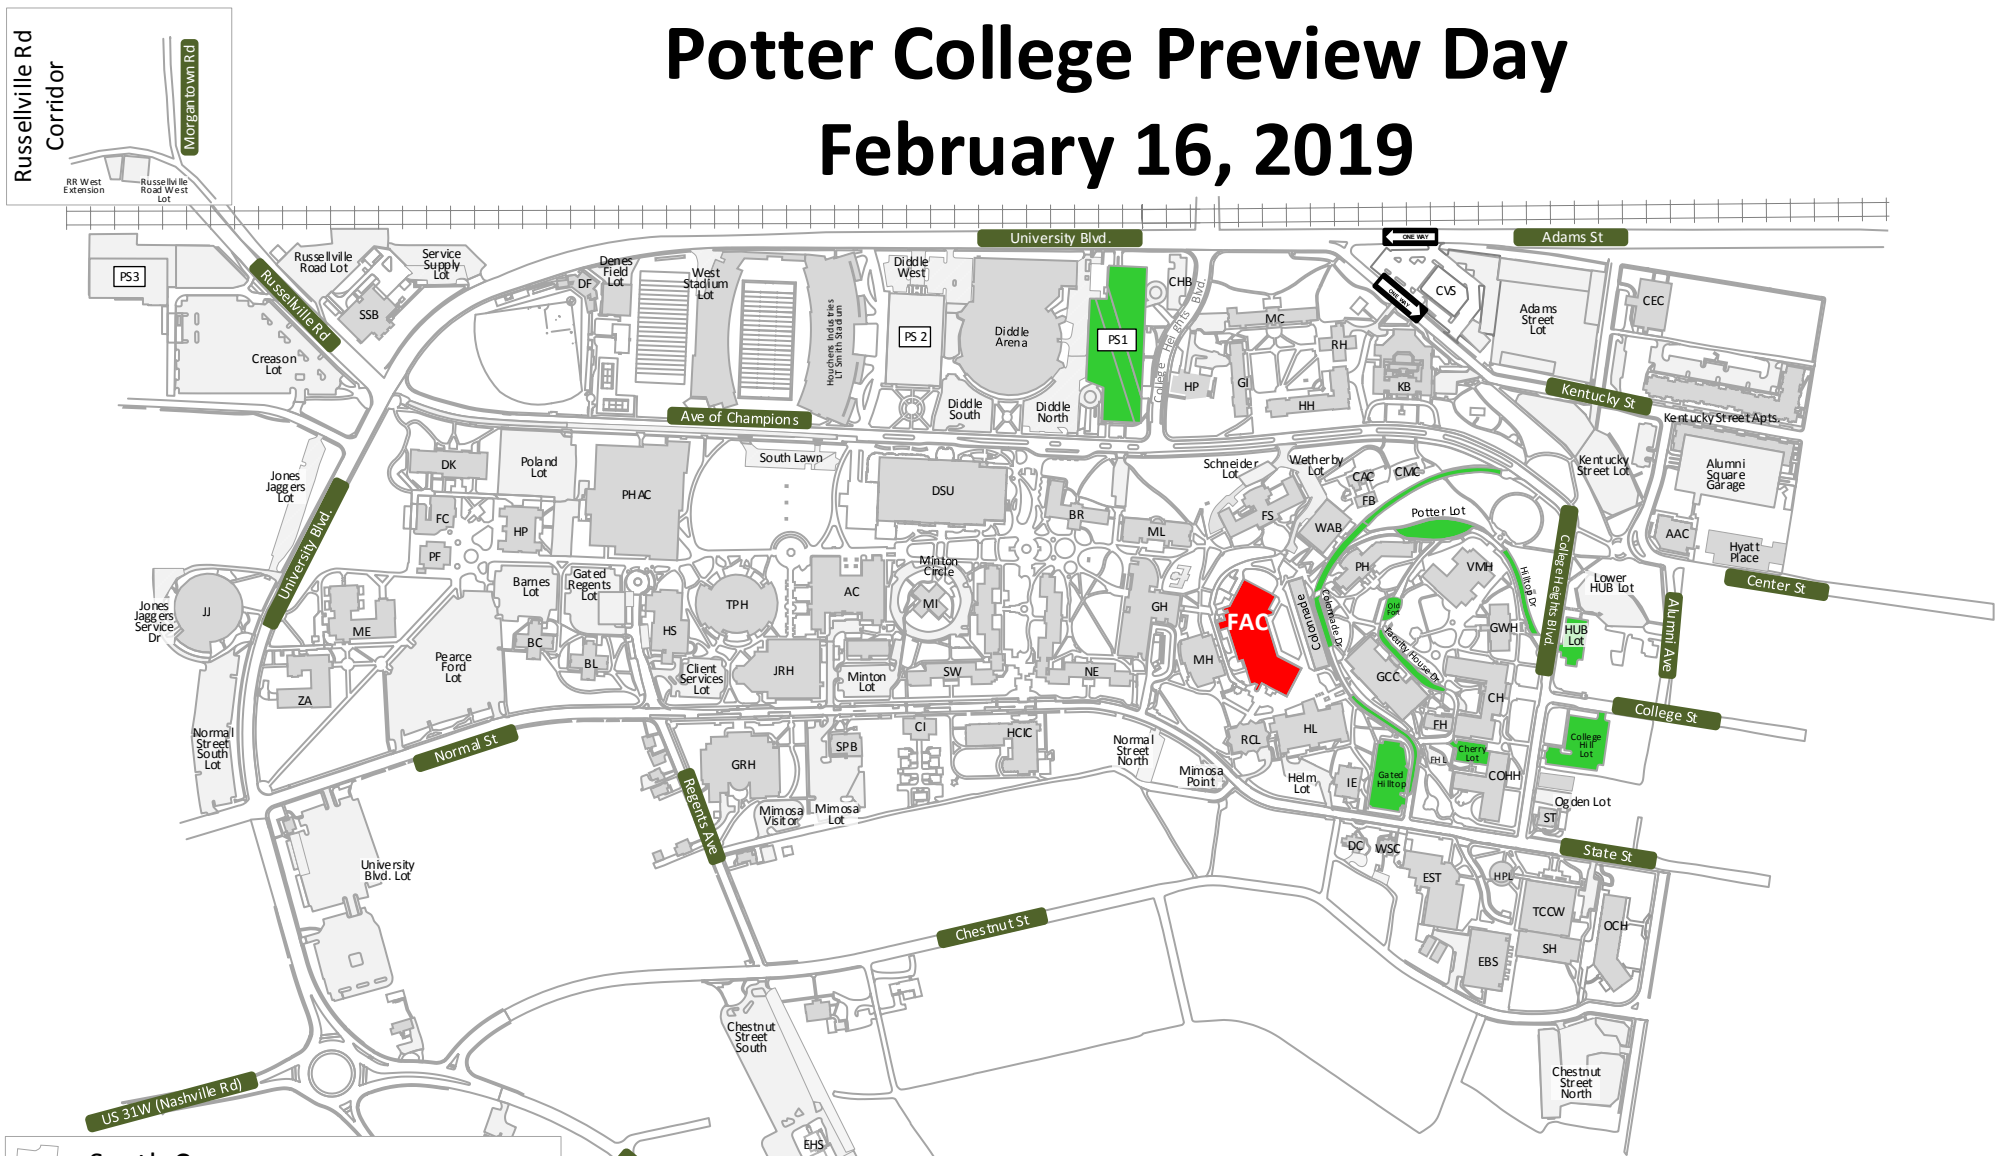 Potter College Preview Day
February 16, 2019
Russellville Rd
Corridor
Morgantown Rd
RR West
Extension
Russellville
Road West
Lot
University Blvd.
ONE WAY
Adams St
PS3
Russellville
Road Lot
Service
Supply
Lot
Russellville Rd
SSB
Creason
Lot
DF
Denes
Field
Lot
West
Stadium
Lot
Houchens Industries
LT Smith Stadium
Diddle
West
PS 2
Diddle
Arena
PS1
CHB
College Heights Blvd.
MC
RH
HP
GI
HH
KB
ONE WAY
CVS
Adams
Street
Lot
CEC
Kentucky St
Kentucky Street Apts.
Ave of Champions
Diddle
South
Diddle
North
Jones
Jaggers
Lot
DK
Poland
Lot
PHAC
South Lawn
DSU
BR
ML
Schneider
Lot
Wetherby
Lot
CAC
CMC
FB
FS
WAB
Potter Lot
Kentucky
Street Lot
Alumni
Square
Garage
AAC
Hyatt
Place
Center St
FC
HP
PF
University Blvd.
Barnes
Lot
Gated
Regents
Lot
Minton
Circle
PH
VMH
Hilltop Dr
College Heights Blvd.
Lower
HUB Lot
Alumni Ave
Jones
Jaggers
Service
Dr
JJ
ME
BC
BL
HS
TPH
AC
MI
GH
FAC
Colonnade
Colonnade Dr
Old
Fort
Faculty House Dr
GWH
HUB
Lot
ZA
Pearce
Ford
Lot
Client
Services
Lot
JRH
Minton
Lot
SW
NE
MH
GCC
CH
College St
Normal
Street
South
Lot
Normal St
GRH
SPB
CI
HCIC
Normal
Street
North
RCL
HL
FH
Cherry
Lot
FHL
College
Hill
Lot
Regents Ave
Mimosa
Visitor
Mimosa
Lot
Mimosa
Point
Helm
Lot
IE
Gated
Hilltop
COHH
Ogden Lot
ST
State St
University
Blvd. Lot
DC
WSC
EST
HPL
TCCW
OCH
SH
EBS
Chestnut St
Chestnut
Street
South
Chestnut
Street
North
US 31W (Nashville Rd)
EHS